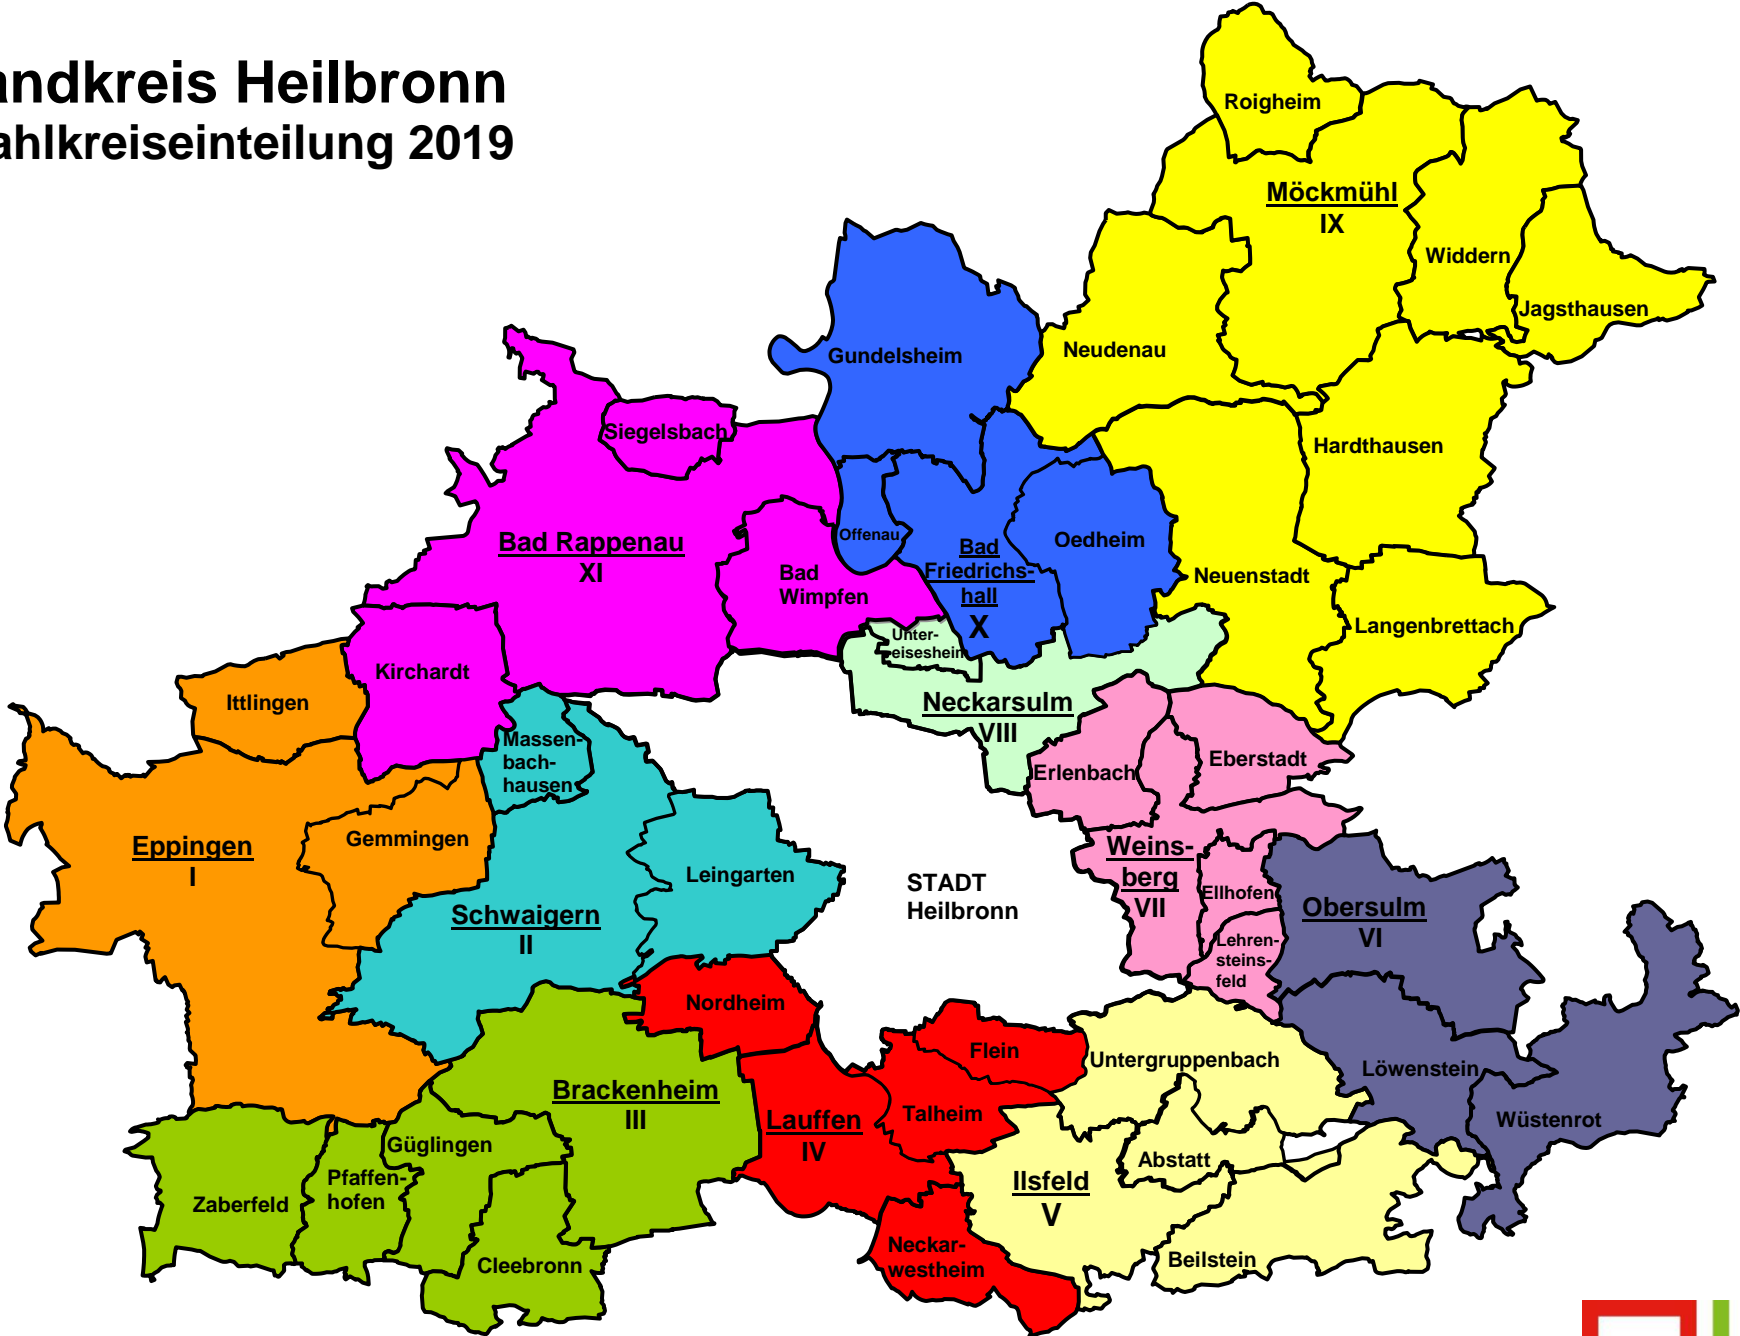 andkreis Heilbronn
ahlkreiseinteilung 2019
Roigheim
Möckmühl
IX
Widdern
Jagsthausen
Neudenau
Gundelsheim
Siegelsbach
Hardthausen
Bad Rappenau
XI
Offenau
Bad
Friedrichs-
hall
X
Oedheim
Bad
Wimpfen
Neuenstadt
Langenbrettach
Unter-
eisesheim
Kirchardt
Ittlingen
Neckarsulm
VIII
Massen-
bach-
hausen
Erlenbach
Eberstadt
Eppingen
I
Gemmingen
Leingarten
STADT
Heilbronn
Weins-
berg
VII
Ellhofen
Obersulm
VI
Schwaigern
II
Lehren-
steins-
feld
Nordheim
Flein
Untergruppenbach
Löwenstein
Brackenheim
III
Lauffen
IV
Talheim
Wüstenrot
Güglingen
Abstatt
Zaberfeld
Pfaffen-
hofen
Ilsfeld
V
Cleebronn
Neckar-
westheim
Beilstein